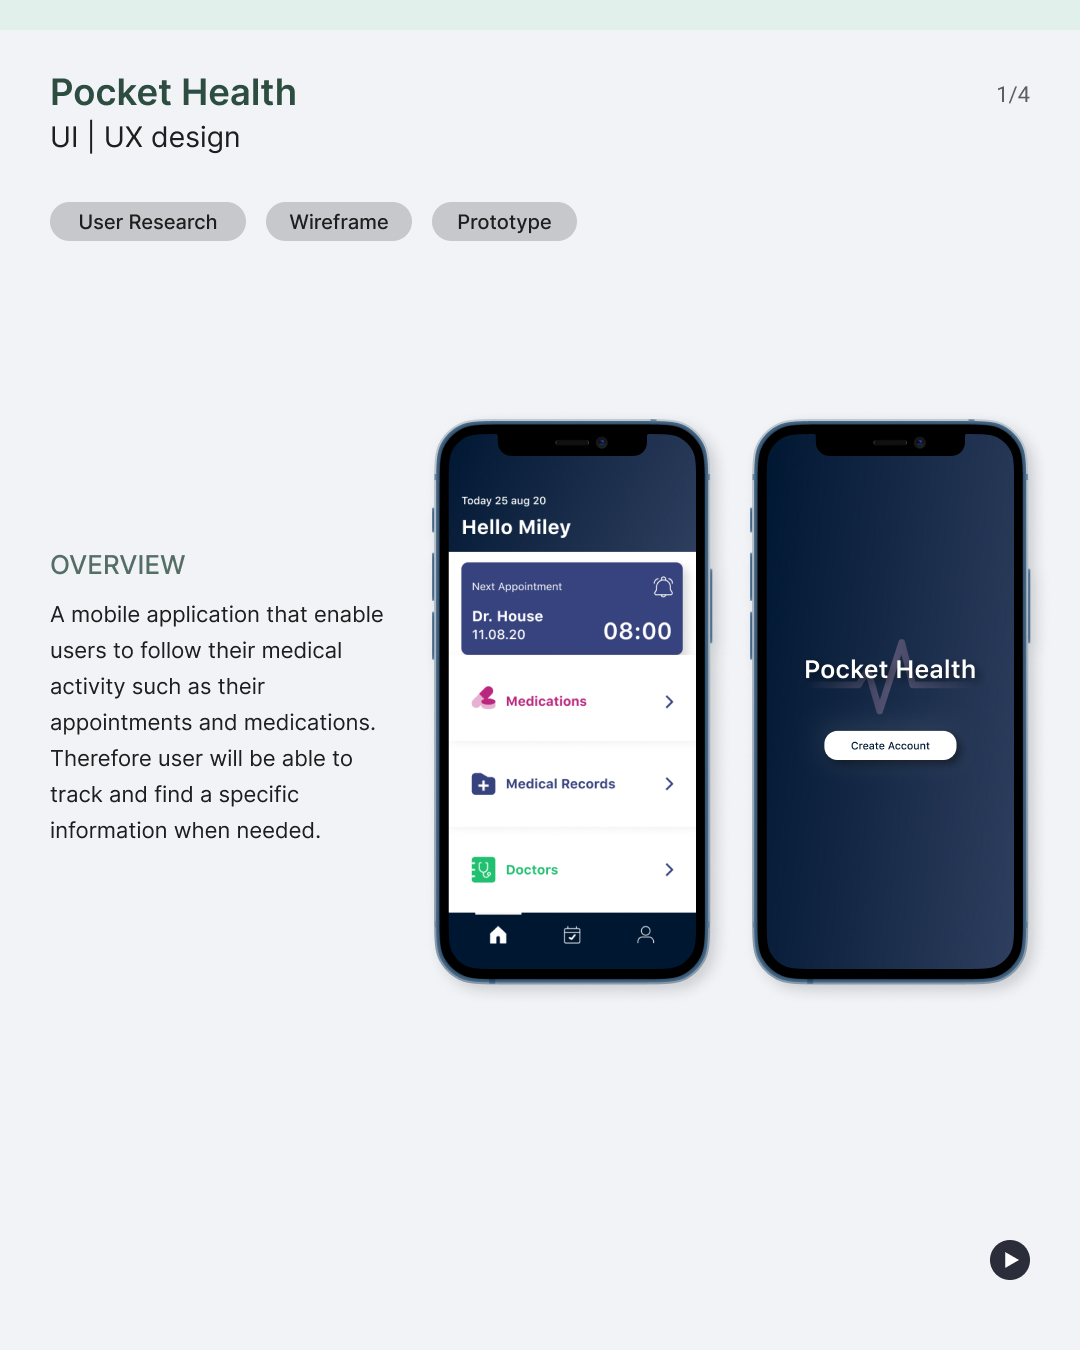 Pocket Health
1/4
UI | UX design
User Research
Wireframe
Prototype
OVERVIEW
A mobile application that enable
users to follow their medical
activity such as their
appointments and medications.
Therefore user will be able to
track and find a specific
information when needed.
Today 25 aug 20
Hello Miley
Next Appointment
Dr. House
11.08.20
08:00
Medications
Medical Records
Doctors
Pocket Health
Create Account